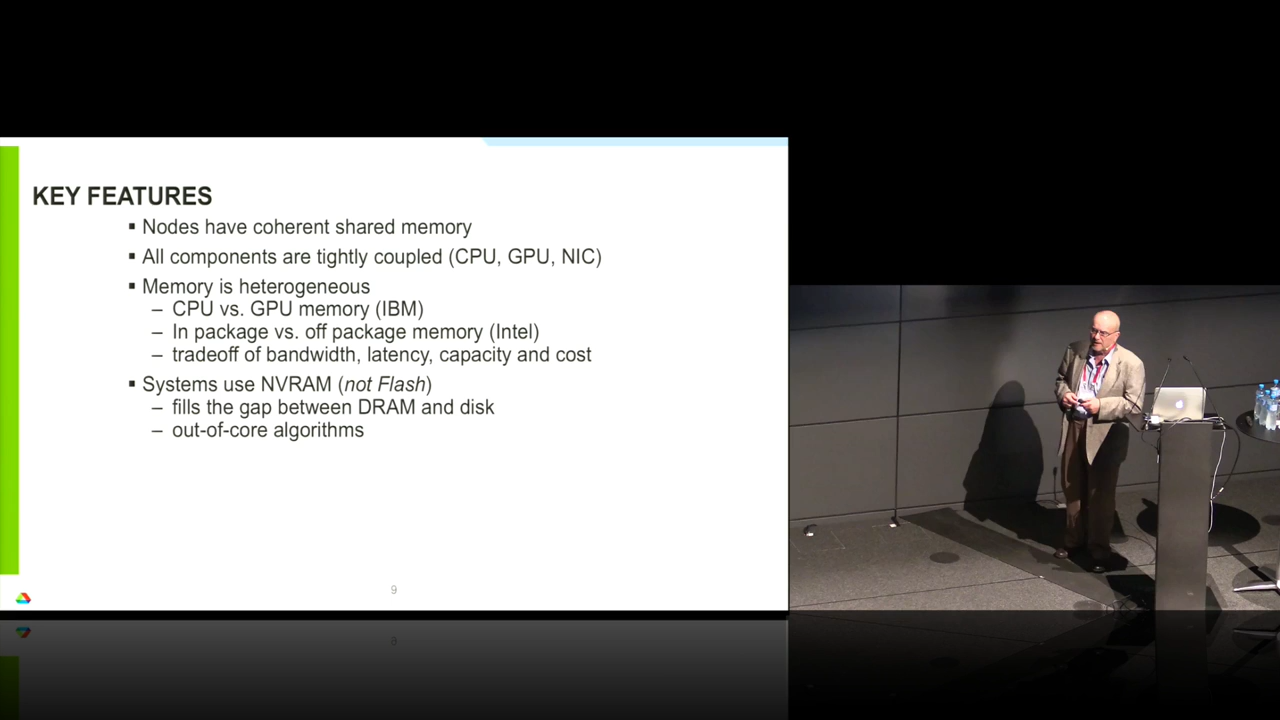 KEY FEATURES
▪ Nodes have coherent shared memory
▪ All components are tightly coupled (CPU, GPU, NIC)
▪ Memory is heterogeneous
– CPU vs. GPU memory (IBM)
– In package vs. off package memory (Intel)
– tradeoff of bandwidth, latency, capacity and cost
▪ Systems use NVRAM (not Flash)
– fills the gap between DRAM and disk
– out-of-core algorithms
9